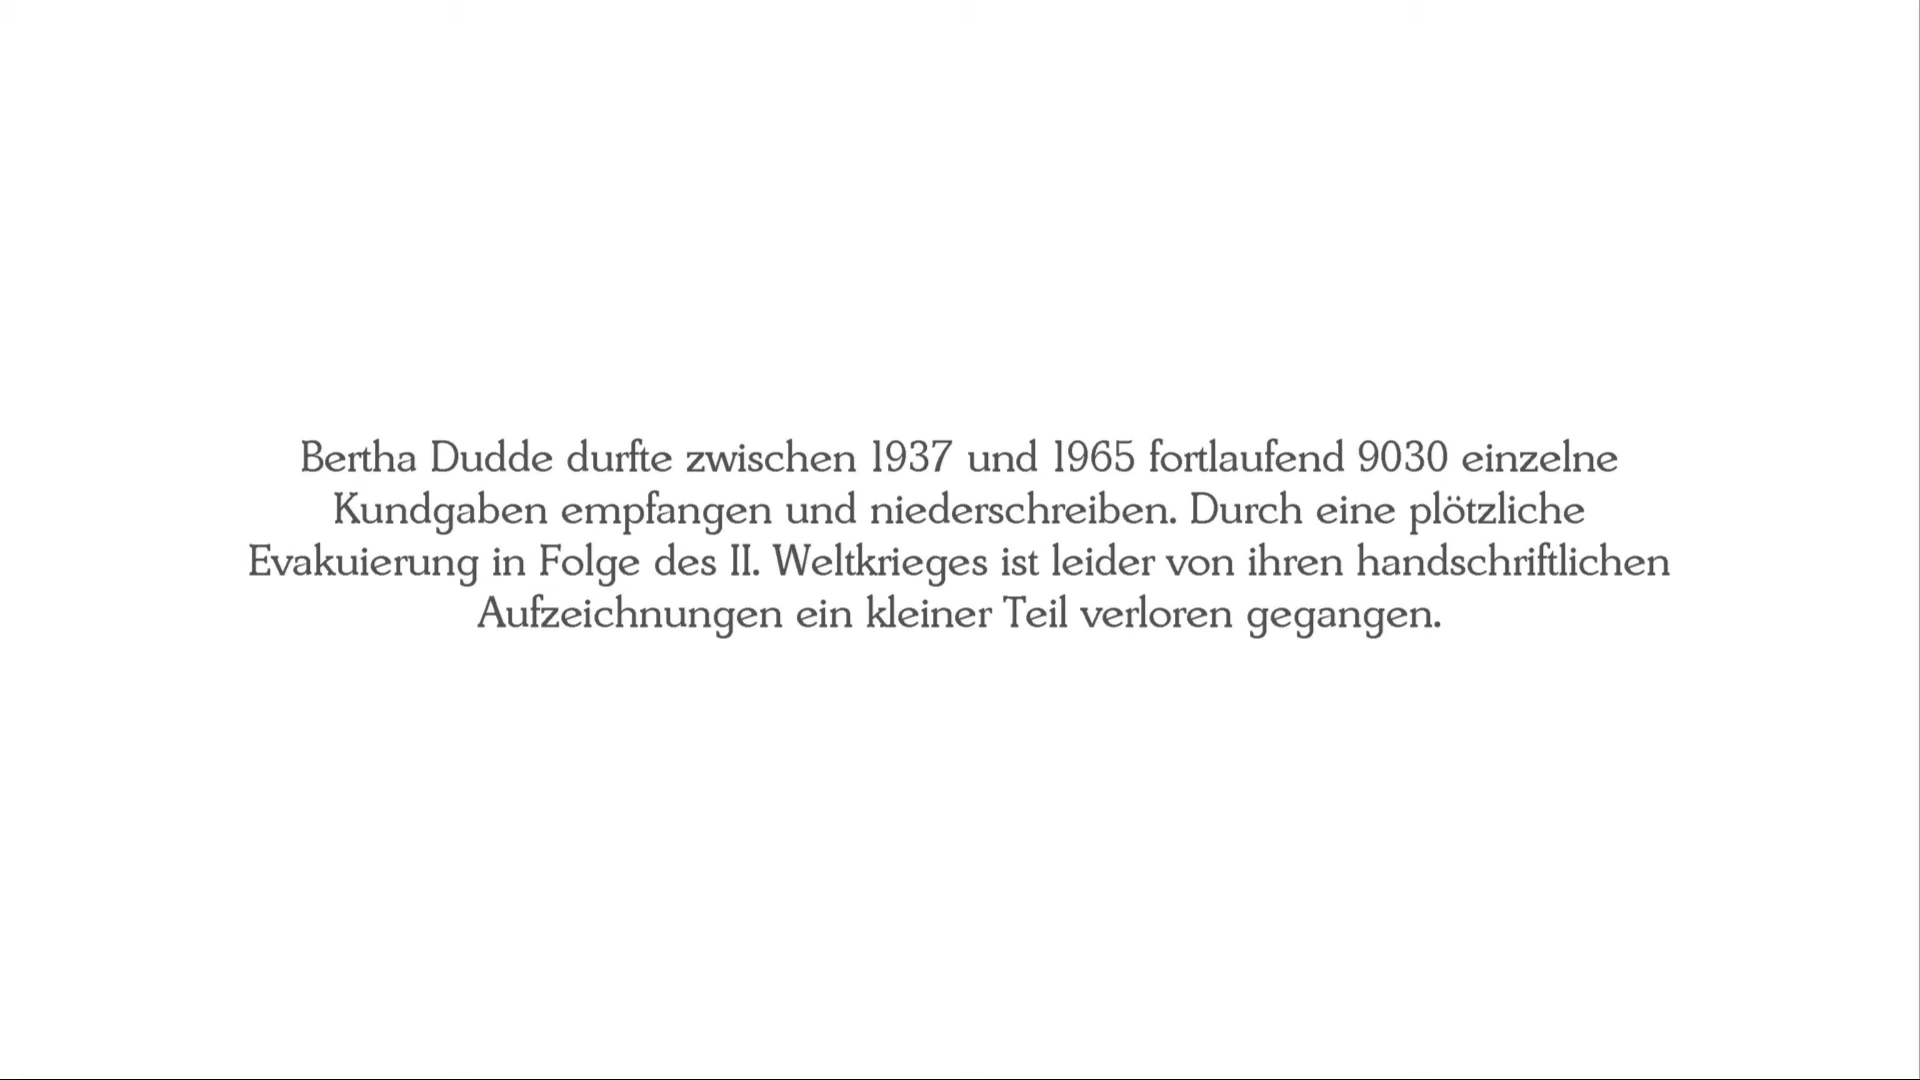 Bertha Dudde durfte zwischen 1937 und 1965 fortlaufend 9030 einzelne
Kundgaben empfangen und niederschreiben. Durch eine plötzliche
Evakuierung in Folge des II. Weltkrieges ist leider von ihren handschriftlichen
Aufzeichnungen ein kleiner Teil verloren gegangen.